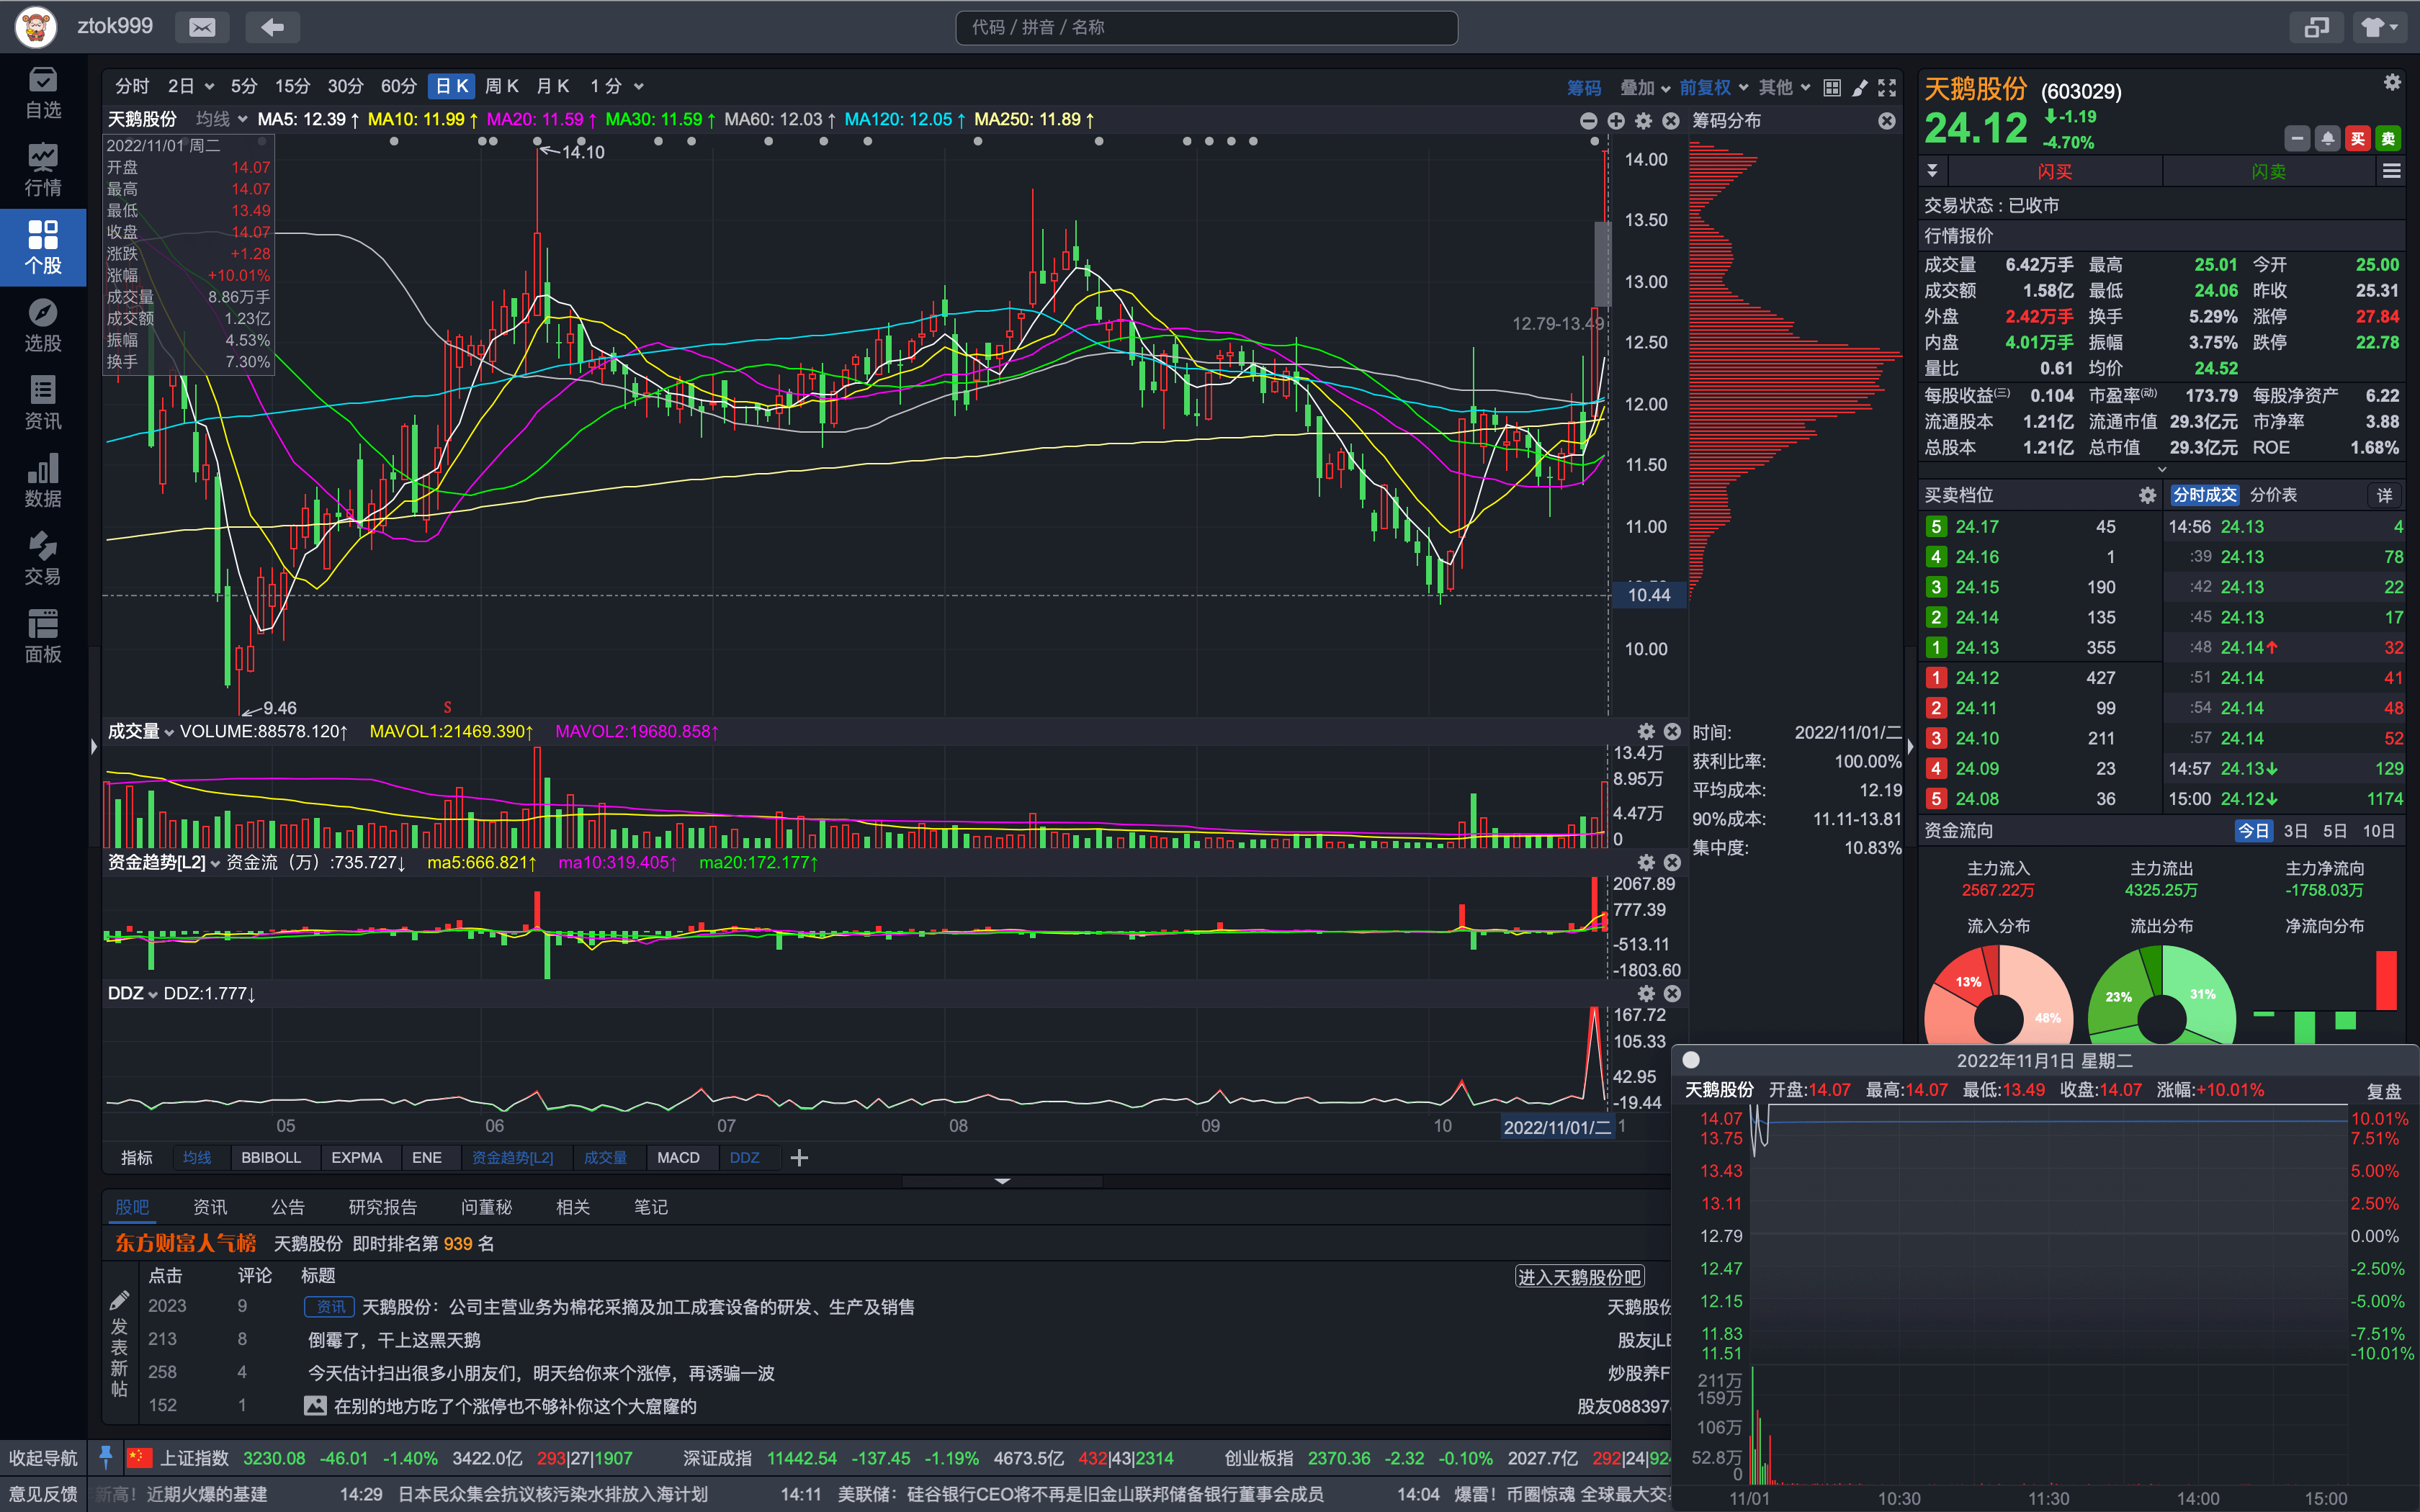 ztok999
代码 / 拼音 / 名称
自选
行情
个股
选股
资讯
数据
交易
面板
分时 2日 5分 15分 30分 60分 日K 周K 月K 1分
筹码 叠加 前复权 其他
天鹅股份 均线 MA5: 12.39↑ MA10: 11.99↑ MA20: 11.59↑ MA30: 11.59↑ MA60: 12.03↑ MA120: 12.05↑ MA250: 11.89↑
筹码分布
2022/11/01 周二
开盘 14.07
最高 14.07
最低 13.49
收盘 14.07
涨跌 +1.28
涨幅 +10.01%
成交量 8.86万手
成交额 1.23亿
振幅 4.53%
换手 7.30%
14.10
12.79-13.49
9.46
S
14.00
13.50
13.00
12.50
12.00
11.50
11.00
10.44
10.00
成交量 VOLUME:88578.120↑ MAVOL1:21469.390↑ MAVOL2:19680.858↑
13.4万
8.95万
4.47万
0
资金趋势[L2] 资金流（万）:735.727↓ ma5:666.821↑ ma10:319.405↑ ma20:172.177↑
2067.89
777.39
-513.11
-1803.60
DDZ DDZ:1.777↓
167.72
105.33
42.95
-19.44
05 06 07 08 09 10 2022/11/01/二 1
时间: 2022/11/01/二
获利比率: 100.00%
平均成本: 12.19
90%成本: 11.11-13.81
集中度: 10.83%
指标 均线 BBIBOLL EXPMA ENE 资金趋势[L2] 成交量 MACD DDZ
股吧 资讯 公告 研究报告 问董秘 相关 笔记
东方财富人气榜 天鹅股份 即时排名第 939 名
点击 评论 标题
进入天鹅股份吧
发表新帖
2023 9 资讯 天鹅股份：公司主营业务为棉花采摘及加工成套设备的研发、生产及销售 天鹅股份
213 8 倒霉了，干上这黑天鹅 股友jLE
258 4 今天估计扫出很多小朋友们，明天给你来个涨停，再诱骗一波 炒股养F
152 1 在别的地方吃了个涨停也不够补你这个大窟窿的 股友088397
天鹅股份 (603029)
24.12 -1.19
-4.70%
买 卖
闪买 闪卖
交易状态：已收市
行情报价
成交量 6.42万手 最高 25.01 今开 25.00
成交额 1.58亿 最低 24.06 昨收 25.31
外盘 2.42万手 换手 5.29% 涨停 27.84
内盘 4.01万手 振幅 3.75% 跌停 22.78
量比 0.61 均价 24.52
每股收益(三) 0.104 市盈率(动) 173.79 每股净资产 6.22
流通股本 1.21亿 流通市值 29.3亿元 市净率 3.88
总股本 1.21亿 总市值 29.3亿元 ROE 1.68%
买卖档位 分时成交 分价表 详
5 24.17 45 14:56 24.13 4
4 24.16 1 :39 24.13 78
3 24.15 190 :42 24.13 22
2 24.14 135 :45 24.13 17
1 24.13 355 :48 24.14↑ 32
1 24.12 427 :51 24.14 41
2 24.11 99 :54 24.14 48
3 24.10 211 :57 24.14 52
4 24.09 23 14:57 24.13↓ 129
5 24.08 36 15:00 24.12↓ 1174
资金流向 今日 3日 5日 10日
主力流入 主力流出 主力净流向
2567.22万 4325.25万 -1758.03万
流入分布 流出分布 净流向分布
13% 48% 23% 31%
2022年11月1日 星期二
天鹅股份 开盘:14.07 最高:14.07 最低:13.49 收盘:14.07 涨幅:+10.01% 复盘
14.07 10.01%
13.75 7.51%
13.43 5.00%
13.11 2.50%
12.79 0.00%
12.47 -2.50%
12.15 -5.00%
11.83 -7.51%
11.51 -10.01%
211万
159万
106万
52.8万
0
11/01 10:30 11:30 14:00 15:00
收起导航 上证指数 3230.08 -46.01 -1.40% 3422.0亿 293|27|1907 深证成指 11442.54 -137.45 -1.19% 4673.5亿 432|43|2314 创业板指 2370.36 -2.32 -0.10% 2027.7亿 292|24|92
意见反馈 新高！近期火爆的基建 14:29 日本民众集会抗议核污染水排放入海计划 14:11 美联储：硅谷银行CEO将不再是旧金山联邦储备银行董事会成员 14:04 爆雷！币圈惊魂 全球最大交